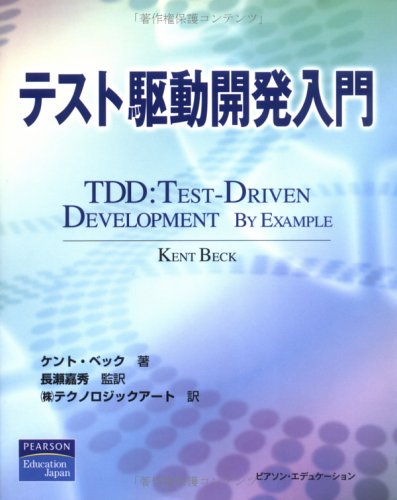 「著作権保護コンテンツ」
テスト駆動開発入門
TDD:TEST-DRIVEN
DEVELOPMENT BY EXAMPLE
KENT BECK
ケント・ベック 著
長瀬嘉秀 監訳
㈱テクノロジックアート 訳
PEARSON
Education
Japan
ピアソン・エデュケーション
「著作権保護コンテンツ」